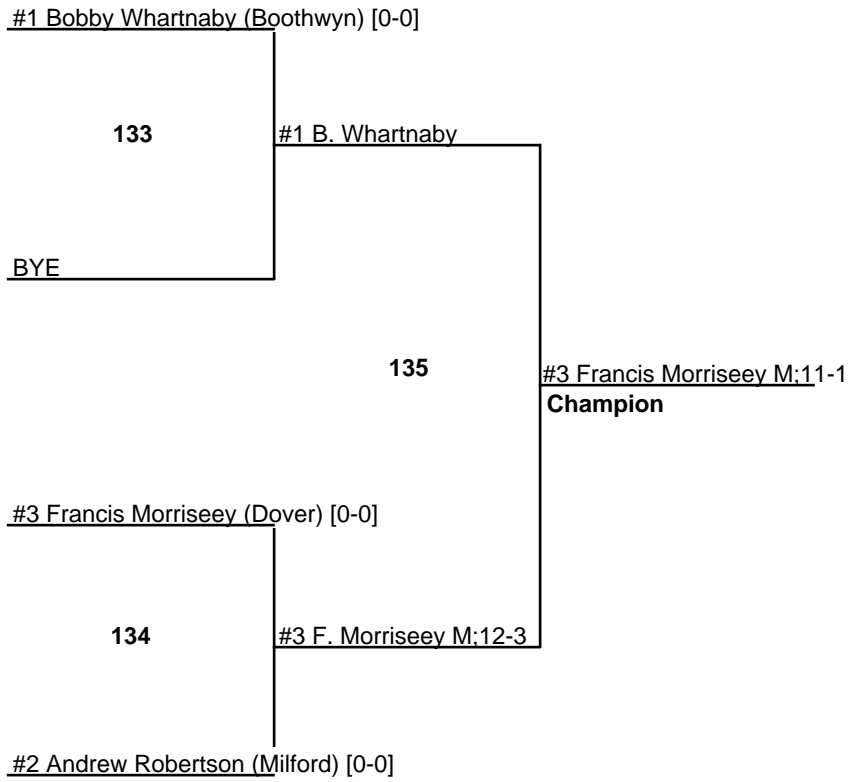 #1 Bobby Whartnaby (Boothwyn) [0-0]
133
#1 B. Whartnaby
BYE
135
#3 Francis Morriseey M;11-1
Champion
#3 Francis Morriseey (Dover) [0-0]
134
#3 F. Morriseey M;12-3
#2 Andrew Robertson (Milford) [0-0]